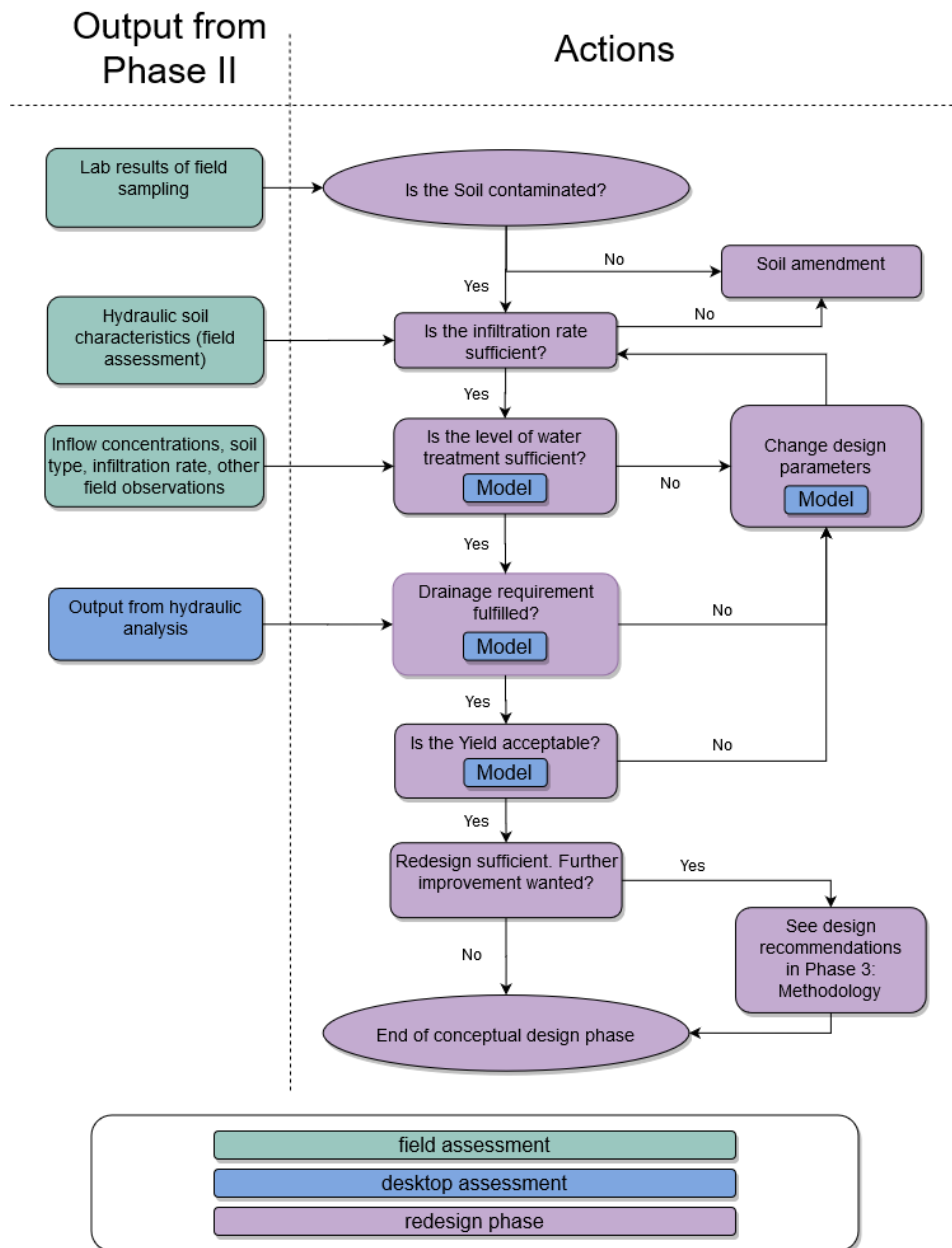 Output from
Phase II
Actions
Lab results of field
sampling
Is the Soil contaminated?
No
Soil amendment
Yes
Hydraulic soil
characteristics (field
assessment)
Is the infiltration rate
sufficient?
No
Yes
Inflow concentrations, soil
type, infiltration rate, other
field observations
Is the level of water
treatment sufficient?
Model
No
Change design
parameters
Model
Yes
Output from hydraulic
analysis
Drainage requirement
fulfilled?
Model
No
Yes
Is the Yield acceptable?
Model
No
Yes
Redesign sufficient. Further
improvement wanted?
Yes
See design
recommendations
in Phase 3:
Methodology
No
End of conceptual design phase
field assessment
desktop assessment
redesign phase